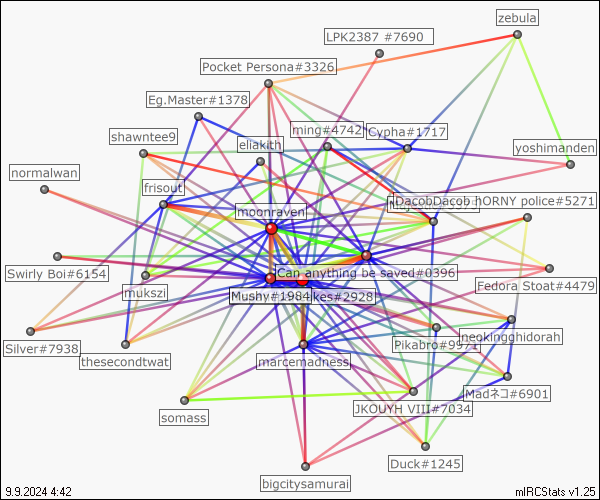 zebula
LPK2387 #7690
Pocket Persona#3326
Eg.Master#1378
ming#4742
Cypha#1717
shawntee9
eliakith
yoshimanden
normalwan
frisout
DacobDacob
hORNY police#5271
moonraven
Can anything be saved#0396
Swirly Boi#6154
mukszi
Mushy#1984
kes#2928
Fedora Stoat#4479
Silver#7938
thesecondtwat
marcemadness
Pikabro#9971
neokingghidorah
Madネコ#6901
somass
JKOUYH VIII#7034
Duck#1245
bigcitysamurai
9.9.2024 4:42
mIRCStats v1.25